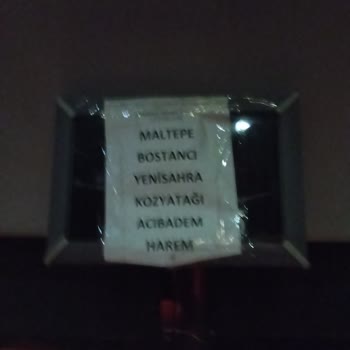 MALTEPE
BOSTANCI
YENİSAHRA
KOZYATAĞI
ACIBADEM
HAREM